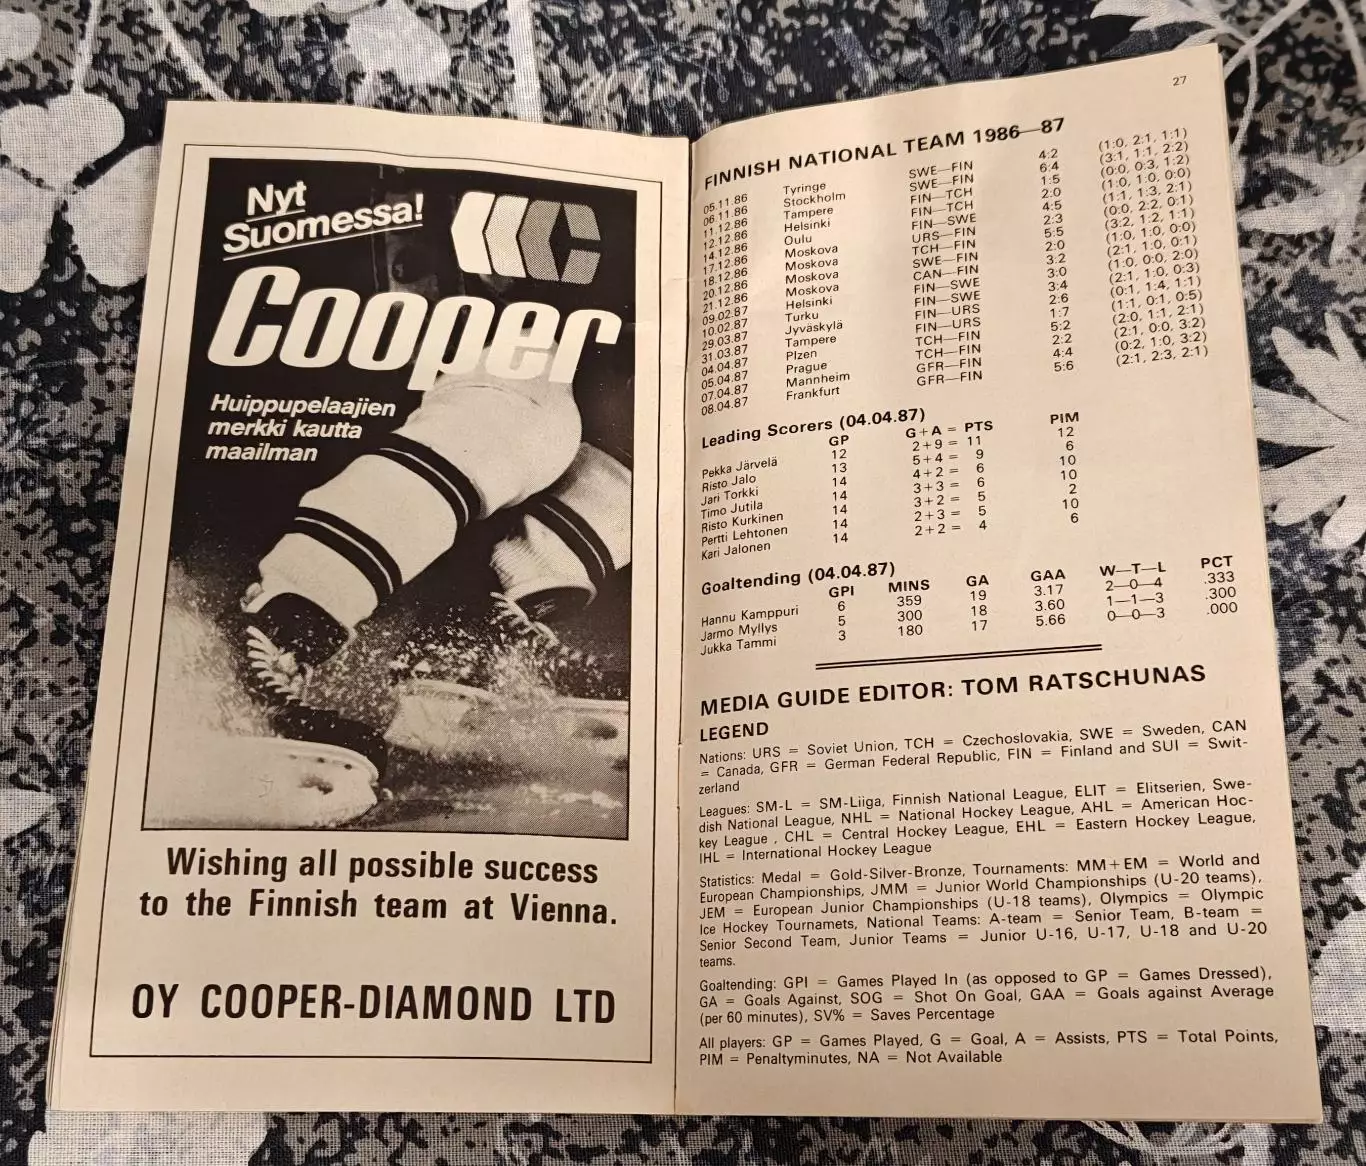 Nyt
Suomessa!
Cooper
Huippupelaajien
merkki kautta
maailman
Wishing all possible success
to the Finnish team at Vienna.
OY COOPER-DIAMOND LTD
27
FINNISH NATIONAL TEAM 1986—87
05.11.86 Tyringe SWE—FIN 4:2 (1:0, 2:1, 1:1)
06.11.86 Stockholm SWE—FIN 6:4 (3:1, 1:1, 2:2)
11.12.86 Tampere FIN—TCH 1:5 (0:0, 0:3, 1:2)
12.12.86 Helsinki FIN—TCH 2:0 (1:0, 1:0, 0:0)
14.12.86 Oulu FIN—SWE 4:5 (1:1, 1:3, 2:1)
17.12.86 Moskova URS—FIN 2:3 (0:0, 2:2, 0:1)
18.12.86 Moskova TCH—FIN 5:5 (3:2, 1:2, 1:1)
20.12.86 Moskova SWE—FIN 2:0 (1:0, 1:0, 0:0)
21.12.86 Moskova CAN—FIN 3:2 (2:1, 1:0, 0:1)
09.02.87 Helsinki FIN—SWE 3:0 (1:0, 0:0, 2:0)
10.02.87 Turku FIN—SWE 3:4 (2:1, 1:0, 0:3)
29.03.87 Jyväskylä FIN—URS 2:6 (0:1, 1:4, 1:1)
31.03.87 Tampere FIN—URS 1:7 (1:1, 0:1, 0:5)
04.04.87 Plzen TCH—FIN 5:2 (2:0, 1:1, 2:1)
05.04.87 Prague TCH—FIN 2:2 (2:1, 0:0, 3:2)
07.04.87 Mannheim GFR—FIN 4:4 (0:2, 1:0, 3:2)
08.04.87 Frankfurt GFR—FIN 5:6 (2:1, 2:3, 2:1)
Leading Scorers (04.04.87)
GP G+A = PTS PIM
Pekka Järvelä 12 2+9 = 11 12
Risto Jalo 13 5+4 = 9 6
Jari Torkki 14 4+2 = 6 10
Timo Jutila 14 3+3 = 6 10
Risto Kurkinen 14 3+2 = 5 2
Pertti Lehtonen 14 2+3 = 5 10
Kari Jalonen 14 2+2 = 4 6
Goaltending (04.04.87)
GPI MINS GA GAA W—T—L PCT
Hannu Kamppuri 6 359 19 3.17 2—0—4 .333
Jarmo Myllys 5 300 18 3.60 1—1—3 .300
Jukka Tammi 3 180 17 5.66 0—0—3 .000
MEDIA GUIDE EDITOR: TOM RATSCHUNAS
LEGEND
Nations: URS = Soviet Union, TCH = Czechoslovakia, SWE = Sweden, CAN
= Canada, GFR = German Federal Republic, FIN = Finland and SUI = Swit-
zerland
Leagues: SM-L = SM-Liiga, Finnish National League, ELIT = Elitserien, Swe-
dish National League, NHL = National Hockey League, AHL = American Hoc-
key League , CHL = Central Hockey League, EHL = Eastern Hockey League,
IHL = International Hockey League
Statistics: Medal = Gold-Silver-Bronze, Tournaments: MM+EM = World and
European Championships, JMM = Junior World Championships (U-20 teams),
JEM = European Junior Championships (U-18 teams), Olympics = Olympic
Ice Hockey Tournamets, National Teams: A-team = Senior Team, B-team =
Senior Second Team, Junior Teams = Junior U-16, U-17, U-18 and U-20
teams.
Goaltending: GPI = Games Played In (as opposed to GP = Games Dressed),
GA = Goals Against, SOG = Shot On Goal, GAA = Goals against Average
(per 60 minutes), SV% = Saves Percentage
All players: GP = Games Played, G = Goal, A = Assists, PTS = Total Points,
PIM = Penaltyminutes, NA = Not Available